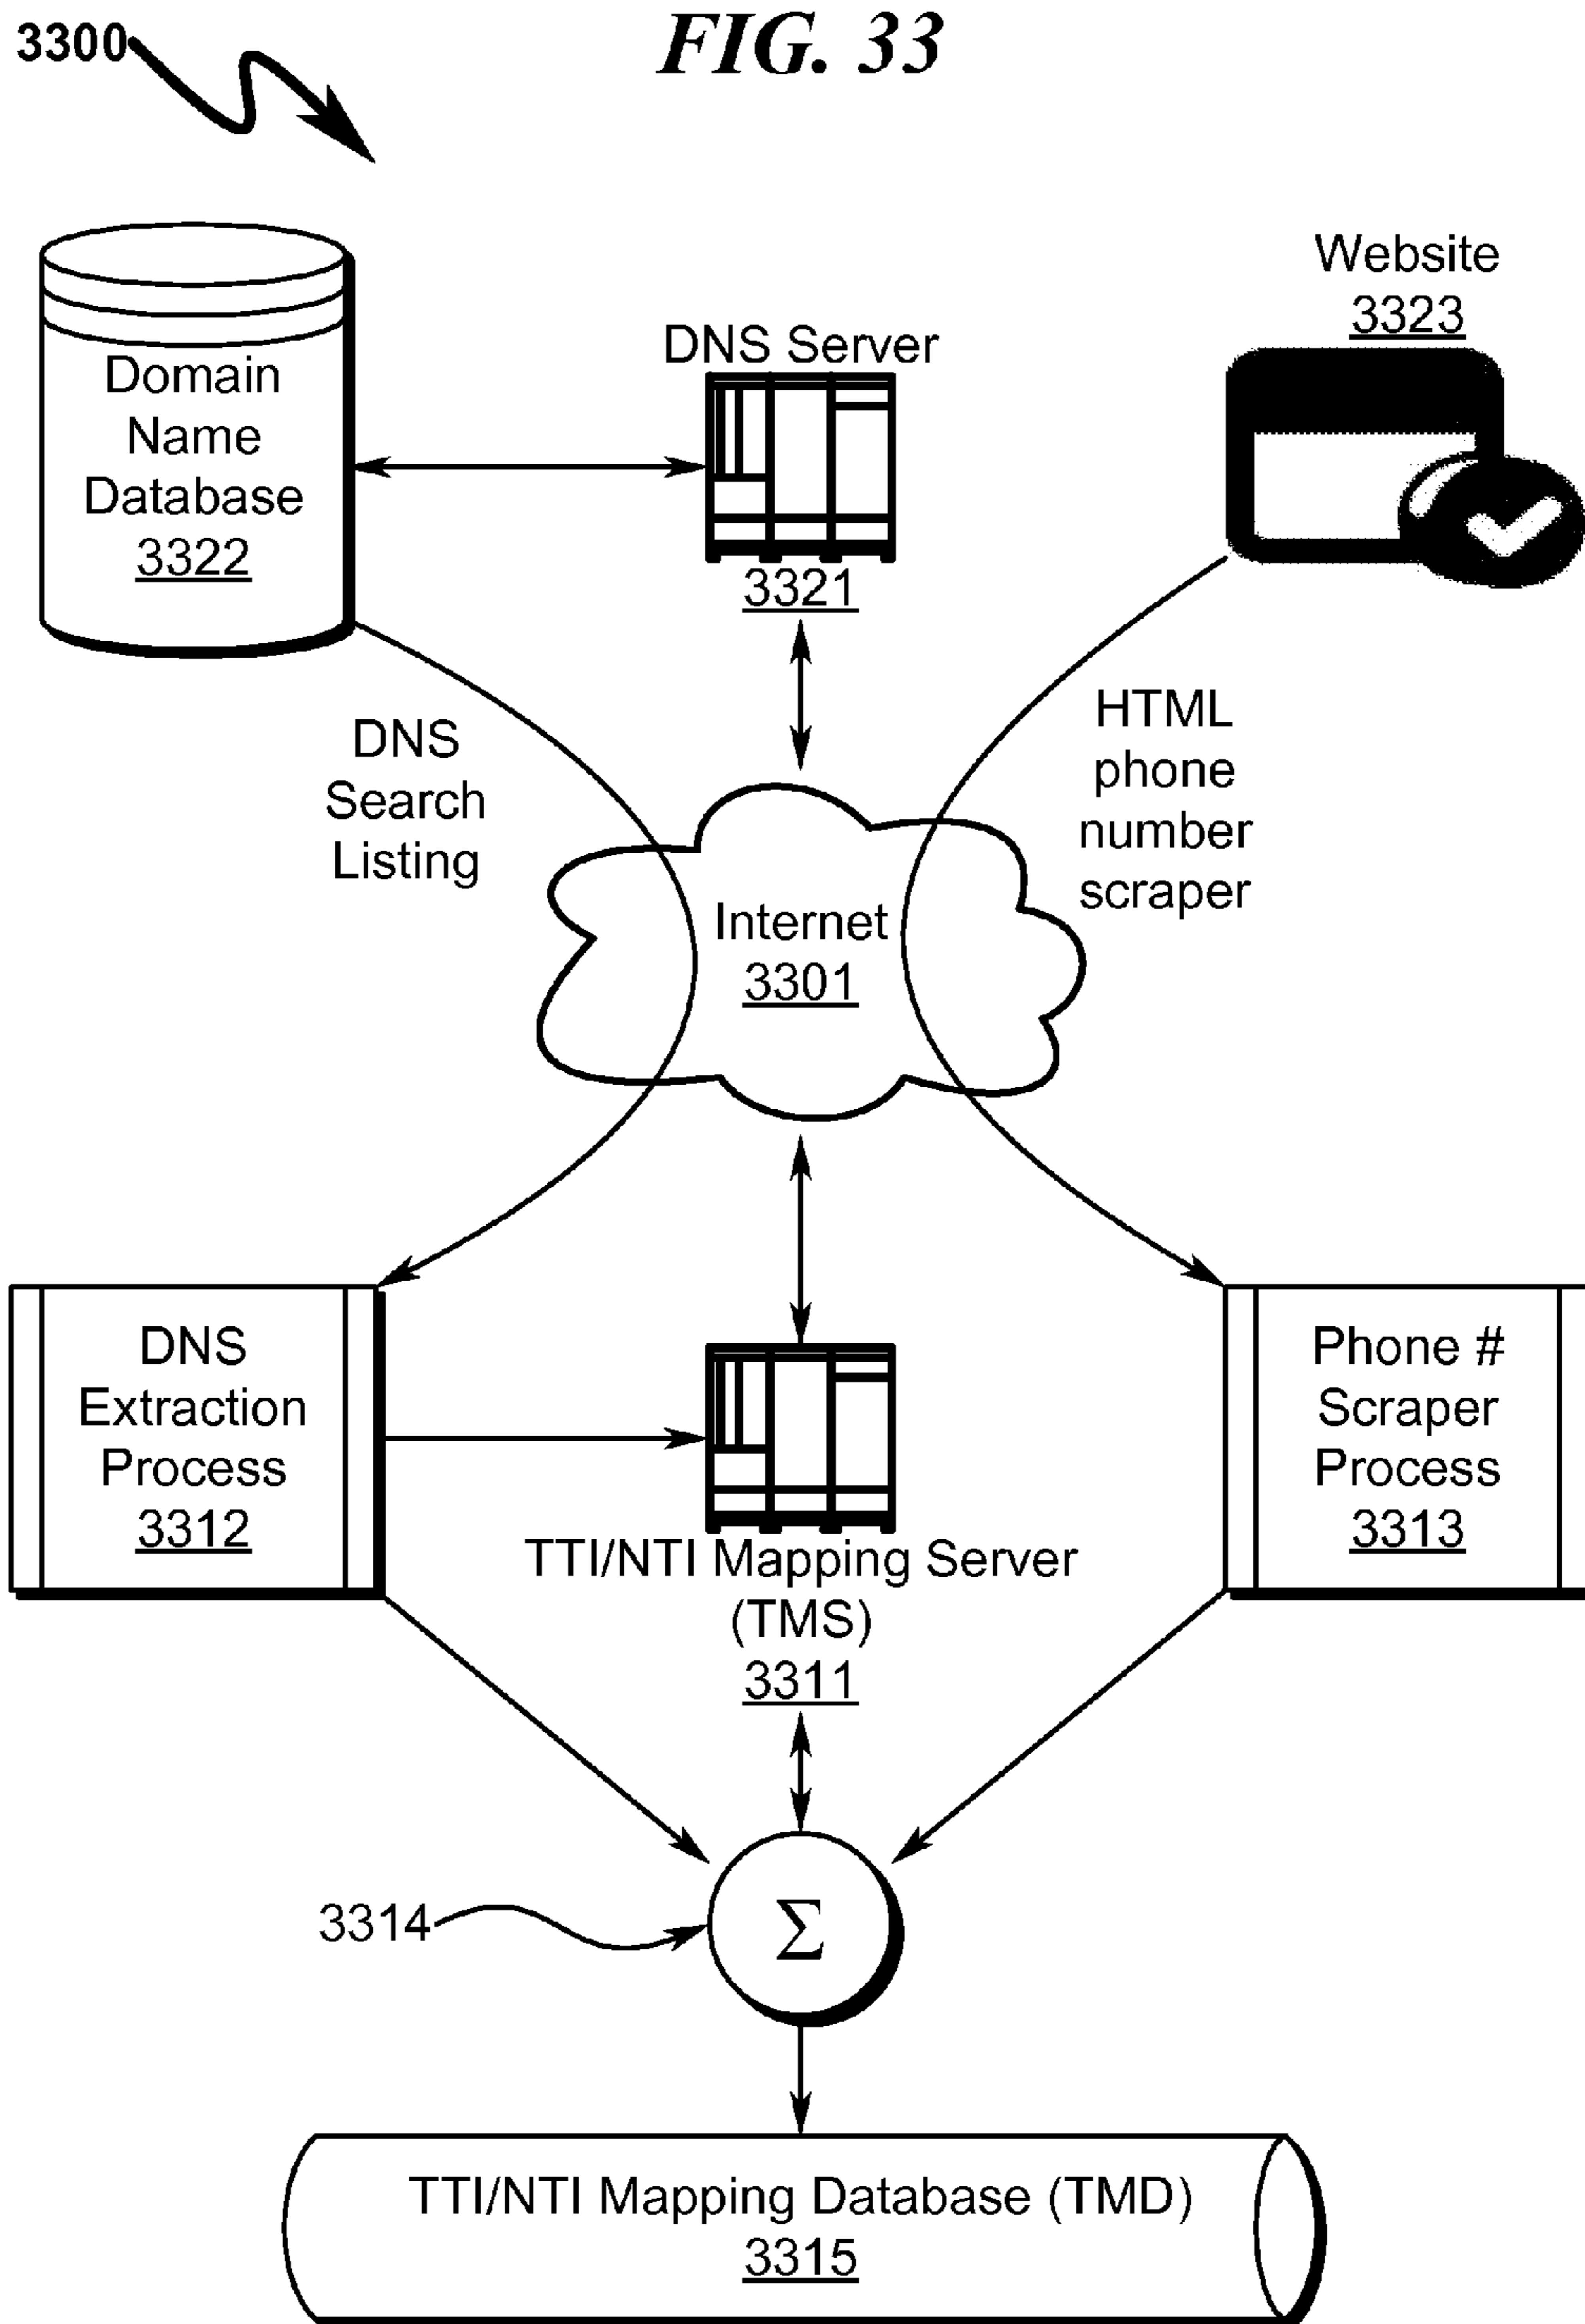 3300
FIG. 33
Domain
Name
Database
3322
DNS Server
3321
Website
3323
DNS
Search
Listing
HTML
phone
number
scraper
Internet
3301
DNS
Extraction
Process
3312
TTI/NTI Mapping Server
(TMS)
3311
Phone #
Scraper
Process
3313
3314
Σ
TTI/NTI Mapping Database (TMD)
3315